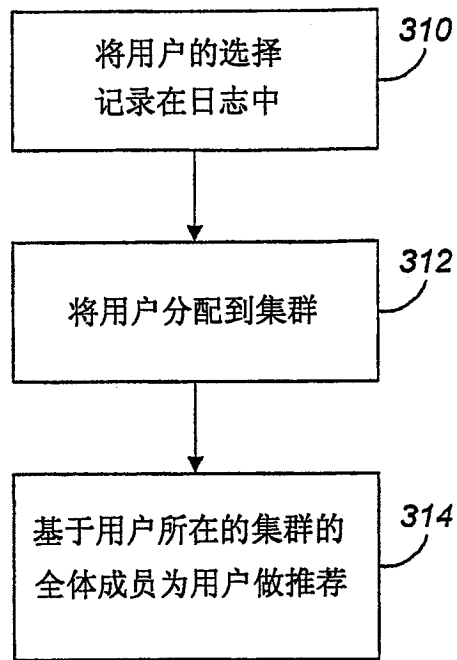 将用户的选择
记录在日志中
310
将用户分配到集群
312
基于用户所在的集群的
全体成员为用户做推荐
314